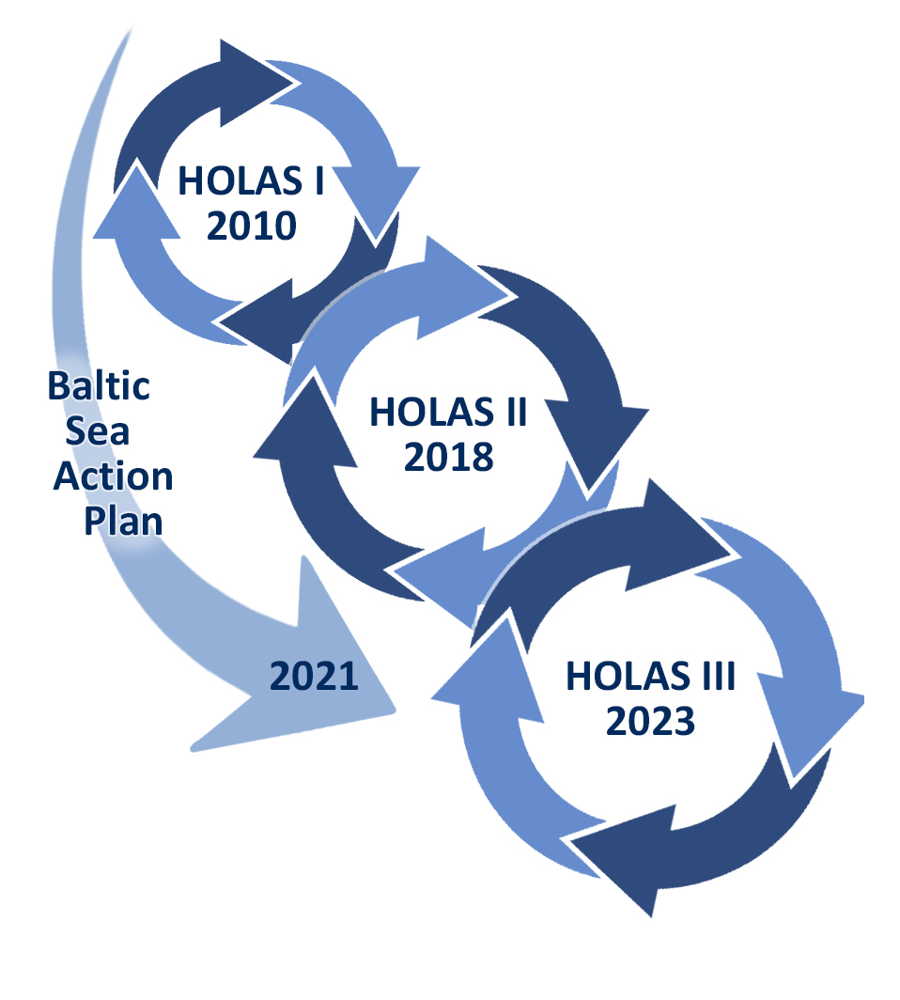 HOLAS I
2010
Baltic
Sea
Action
Plan
HOLAS II
2018
2021
HOLAS III
2023